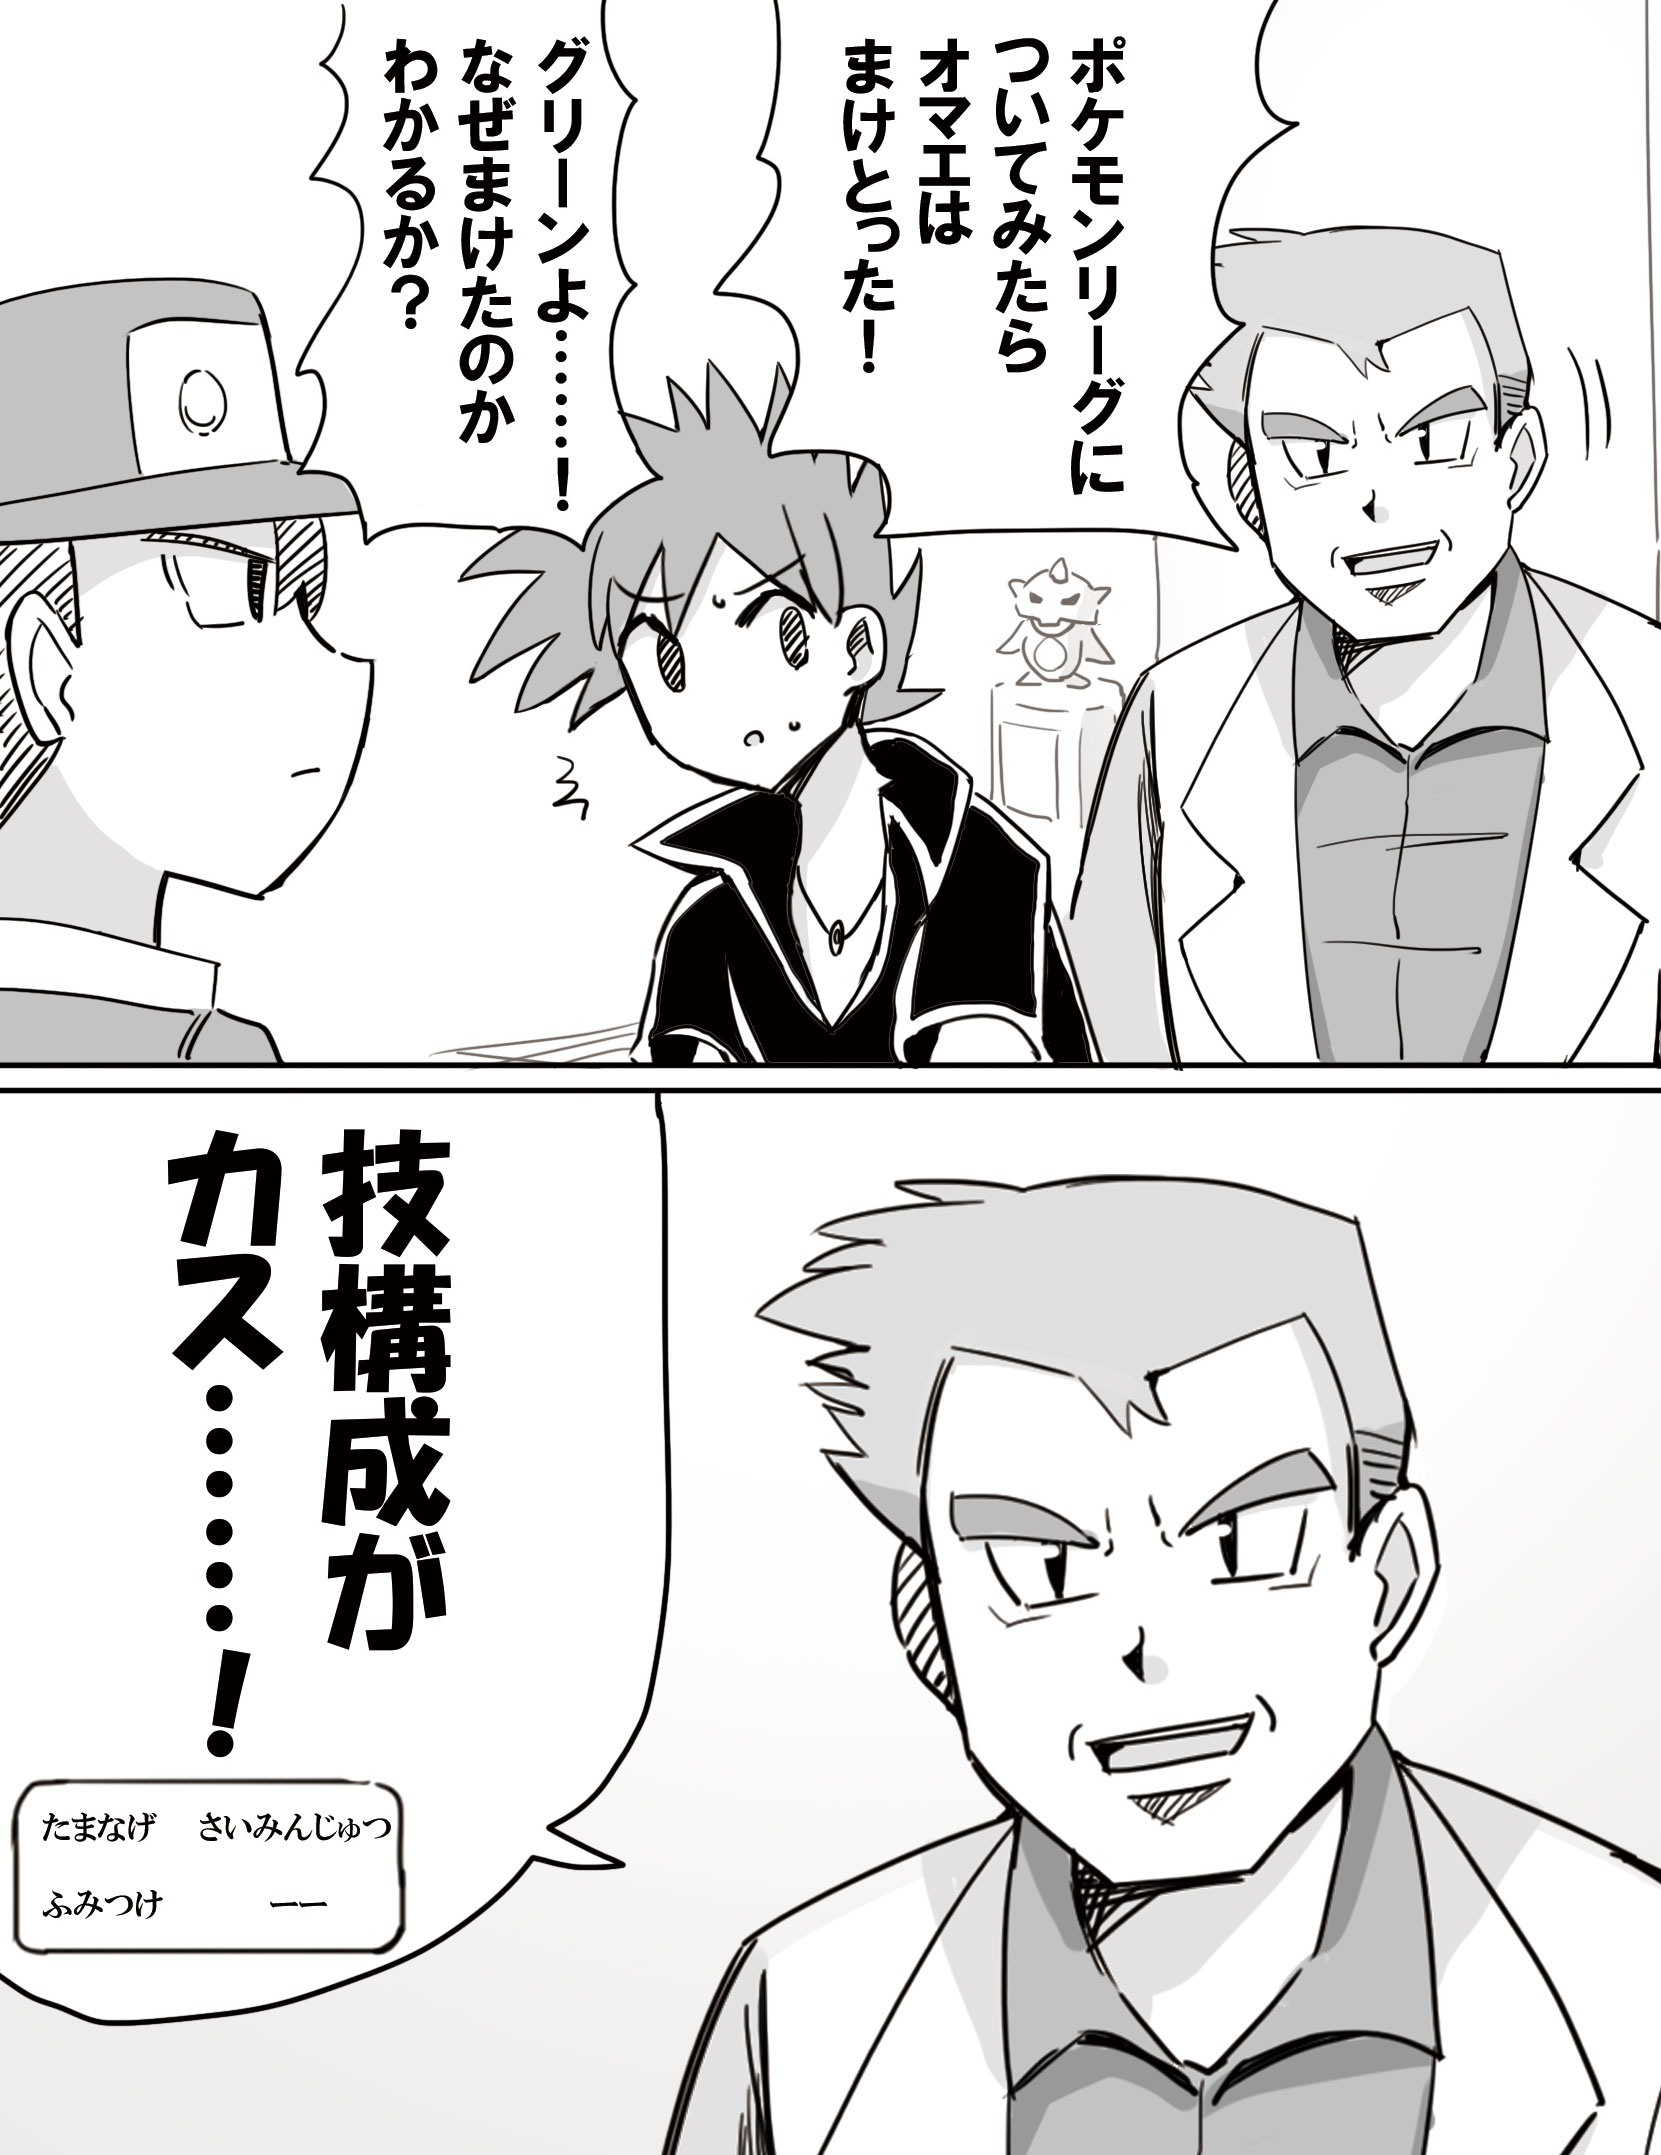 ポケモンリーグに
ついてみたら
オマエは
まけとった！
グリーンよ………！
なぜまけたのか
わかるか？
技構成が
カス………！
たまなげ　さいみんじゅつ
ふみつけ　ーー